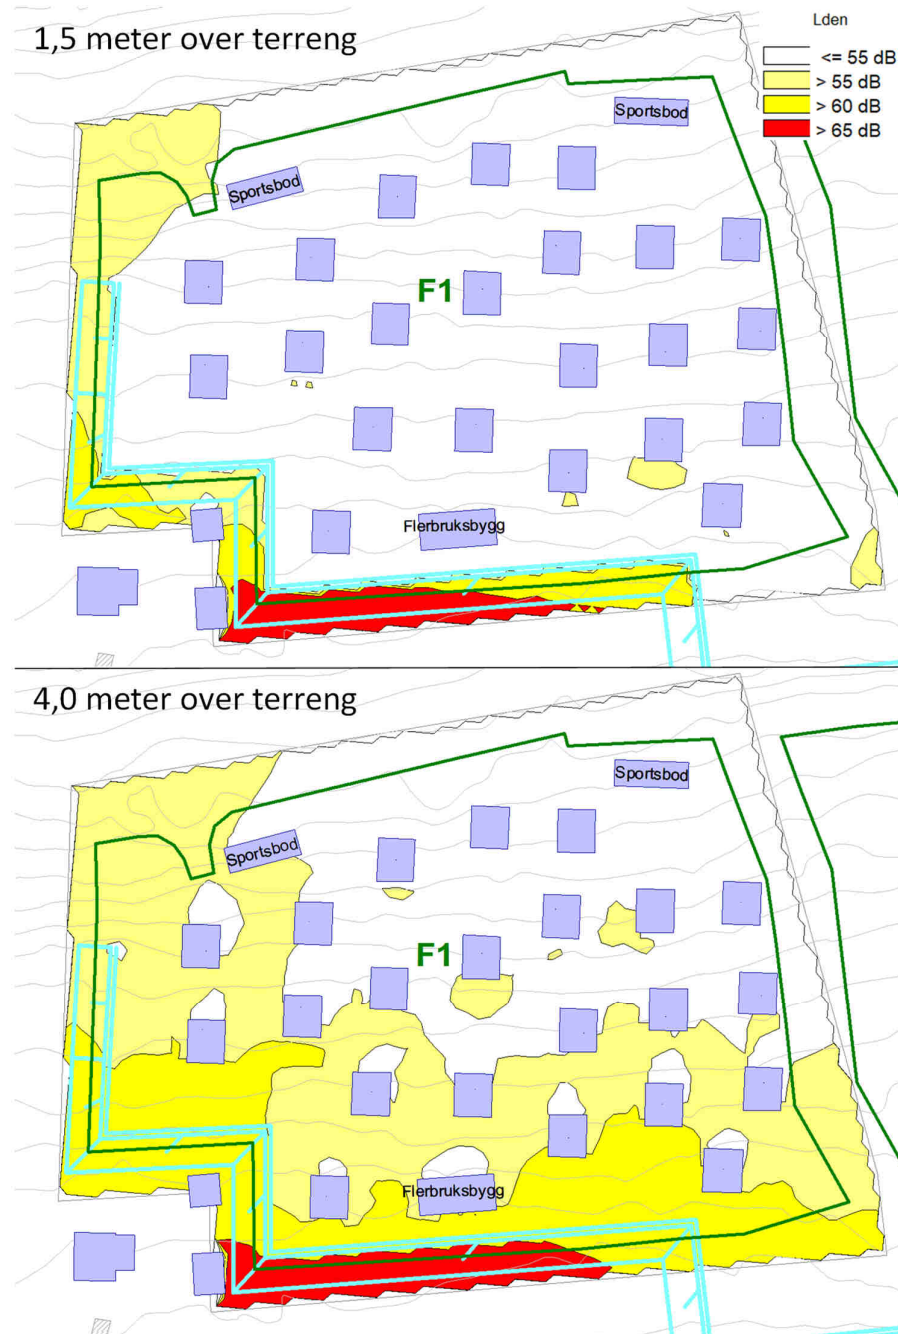 1,5 meter over terreng
Lden
<= 55 dB
> 55 dB
> 60 dB
> 65 dB
Sportsbod
Sportsbod
F1
Flerbruksbygg
4,0 meter over terreng
Sportsbod
Sportsbod
F1
Flerbruksbygg